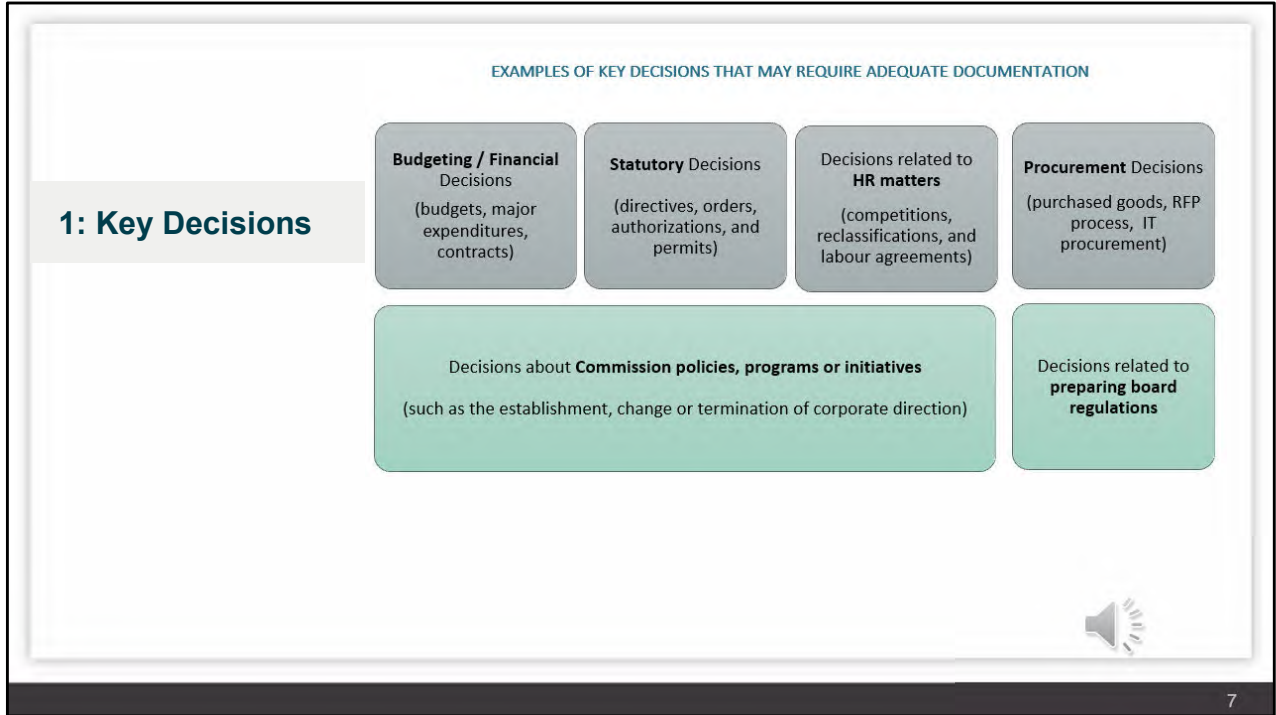 EXAMPLES OF KEY DECISIONS THAT MAY REQUIRE ADEQUATE DOCUMENTATION
1: Key Decisions
Budgeting / Financial
Decisions
(budgets, major
expenditures,
contracts)
Statutory Decisions
(directives, orders,
authorizations, and
permits)
Decisions related to
HR matters
(competitions,
reclassifications, and
labour agreements)
Procurement Decisions
(purchased goods, RFP
process, IT
procurement)
Decisions about Commission policies, programs or initiatives
(such as the establishment, change or termination of corporate direction)
Decisions related to
preparing board
regulations
7